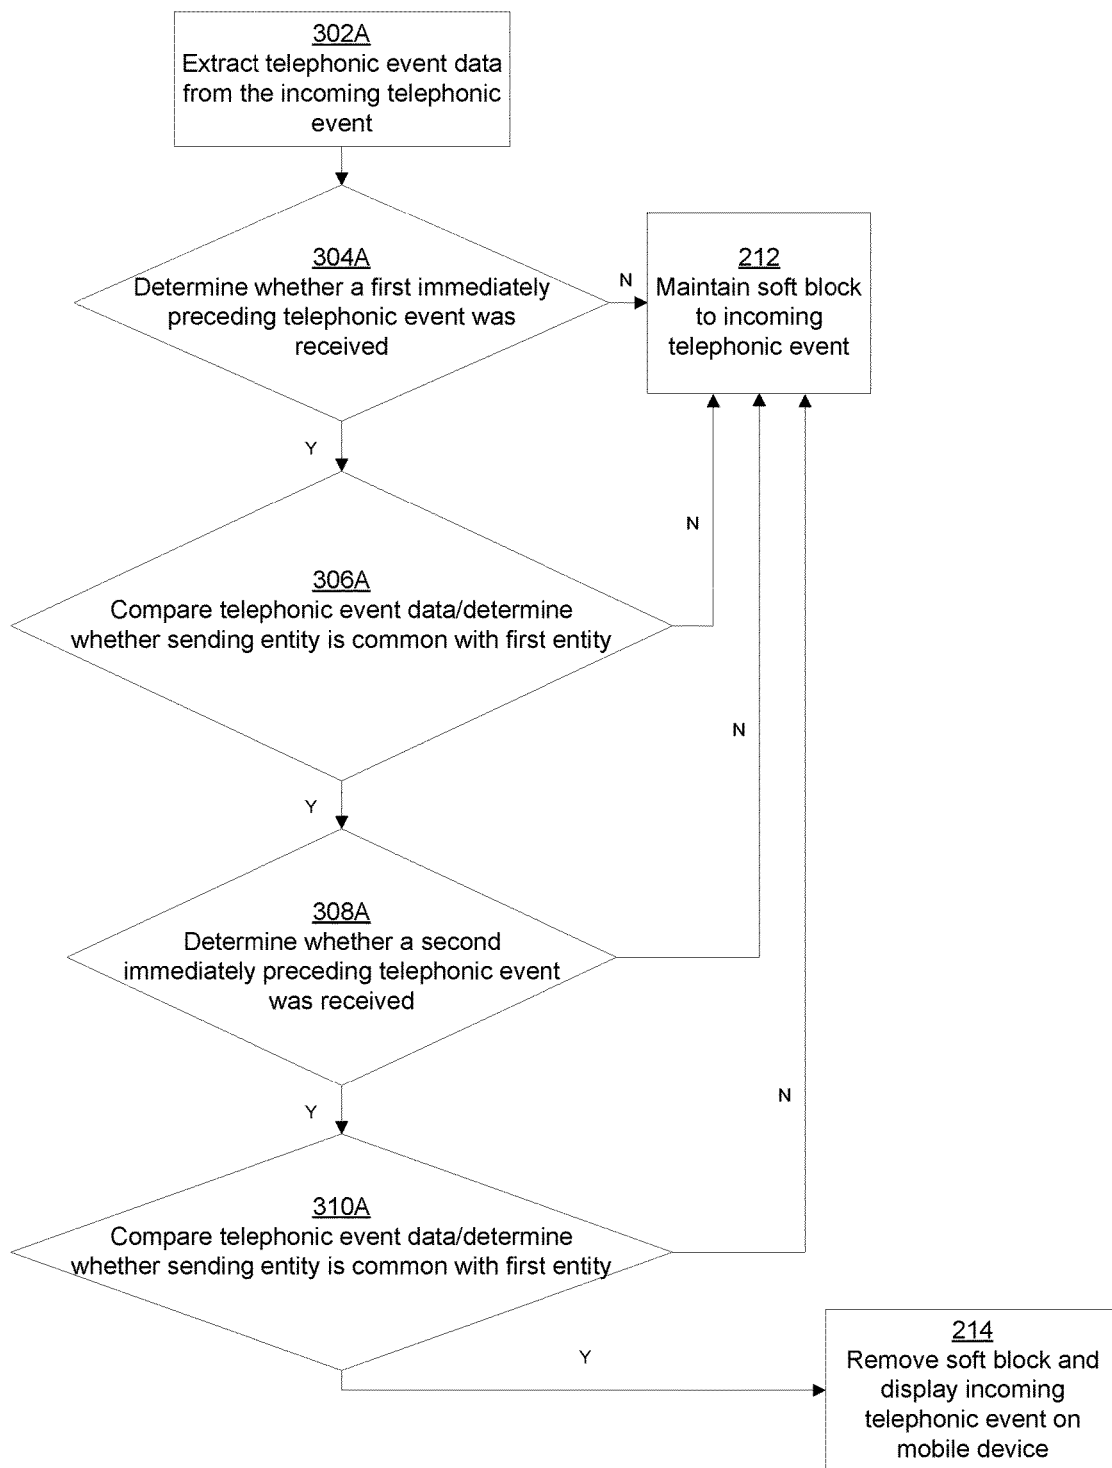 302A
Extract telephonic event data
from the incoming telephonic
event
304A
Determine whether a first immediately
preceding telephonic event was
received
N
212
Maintain soft block
to incoming
telephonic event
Y
306A
Compare telephonic event data/determine
whether sending entity is common with first entity
N
Y
308A
Determine whether a second
immediately preceding telephonic event
was received
N
Y
310A
Compare telephonic event data/determine
whether sending entity is common with first entity
N
Y
214
Remove soft block and
display incoming
telephonic event on
mobile device